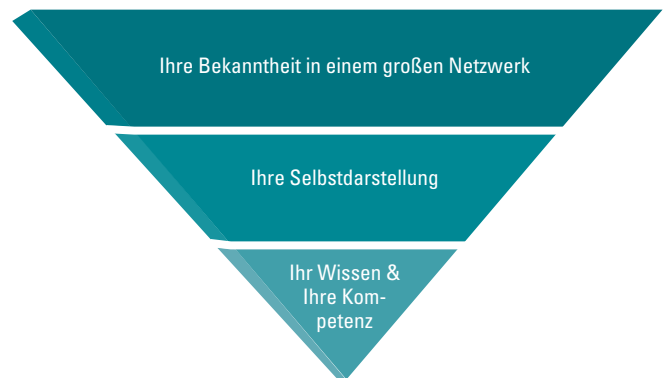 Ihre Bekanntheit in einem großen Netzwerk
Ihre Selbstdarstellung
Ihr Wissen &
Ihre Kom-
petenz